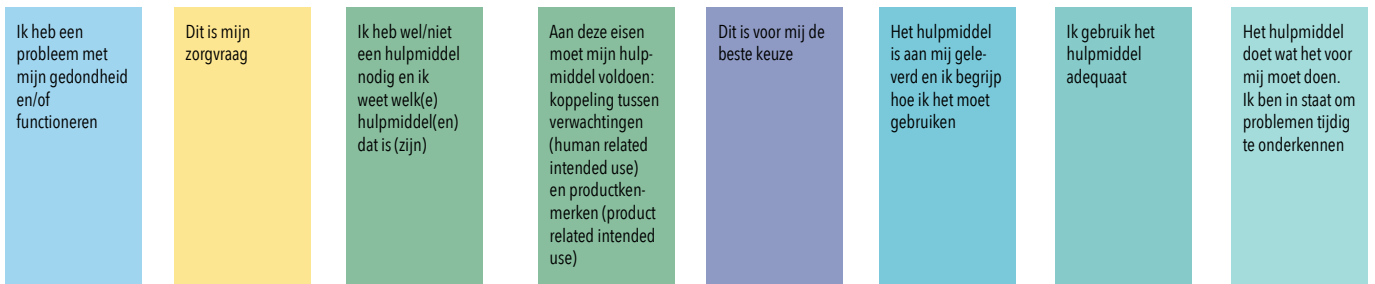 Ik heb een
probleem met
mijn gedondheid
en/of
functioneren
Dit is mijn
zorgvraag
Ik heb wel/niet
een hulpmiddel
nodig en ik
weet welk(e)
hulpmiddel(en)
dat is (zijn)
Aan deze eisen
moet mijn hulp-
middel voldoen:
koppeling tussen
verwachtingen
(human related
intended use)
en productken-
merken (product
related intended
use)
Dit is voor mij de
beste keuze
Het hulpmiddel
is aan mij gele-
verd en ik begrijp
hoe ik het moet
gebruiken
Ik gebruik het
hulpmiddel
adequaat
Het hulpmiddel
doet wat het voor
mij moet doen.
Ik ben in staat om
problemen tijdig
te onderkennen